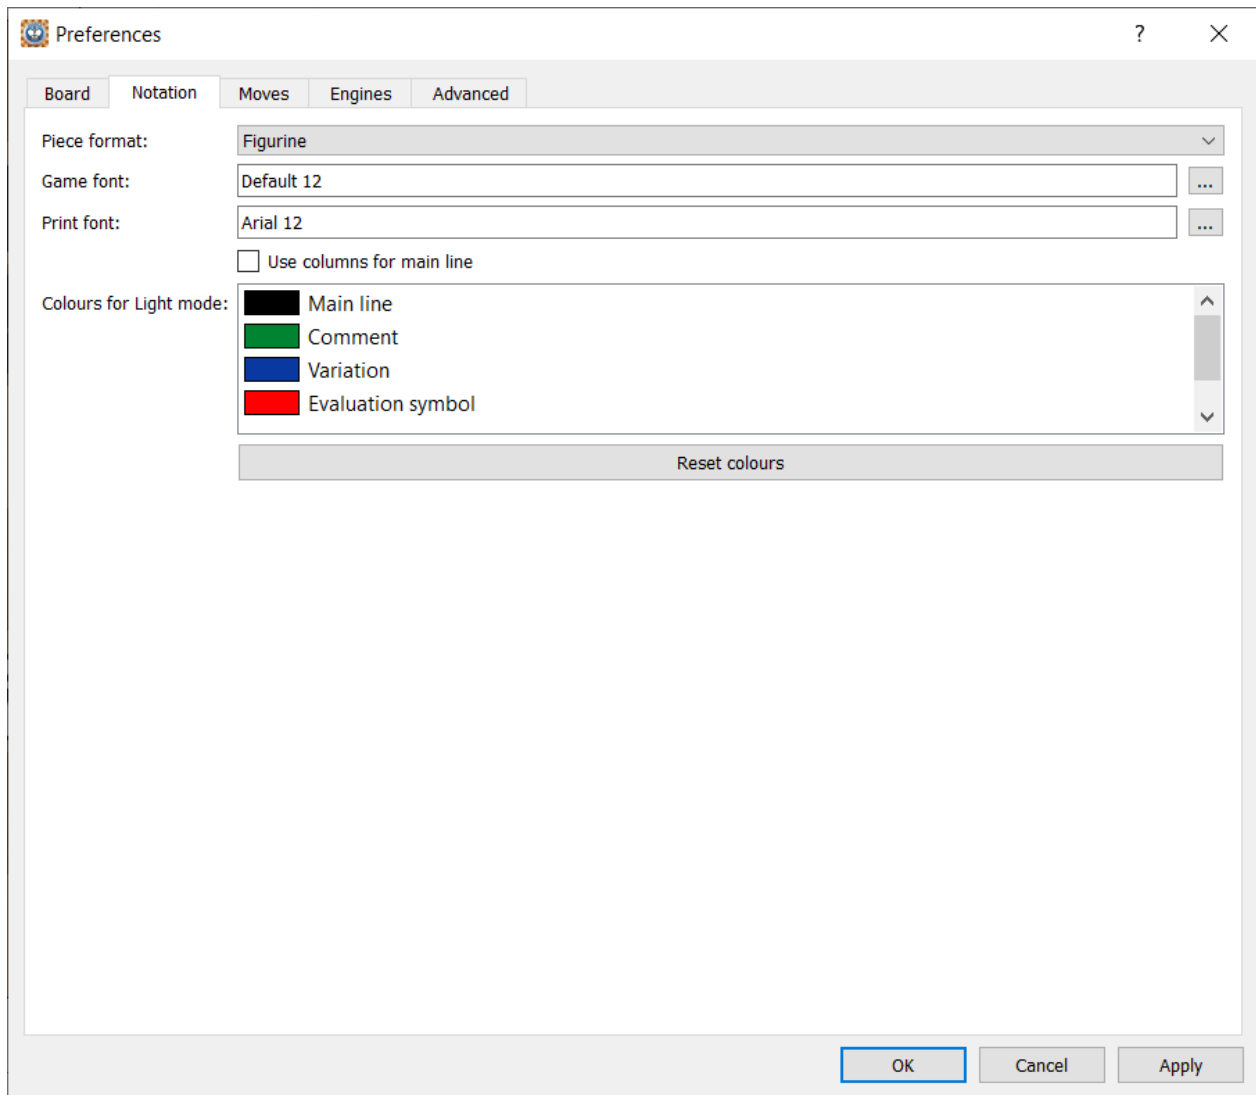 Preferences
?
Board Notation Moves Engines Advanced
Piece format: Figurine
Game font: Default 12 ...
Print font: Arial 12 ...
Use columns for main line
Colours for Light mode: Main line
Comment
Variation
Evaluation symbol
Reset colours
OK Cancel Apply